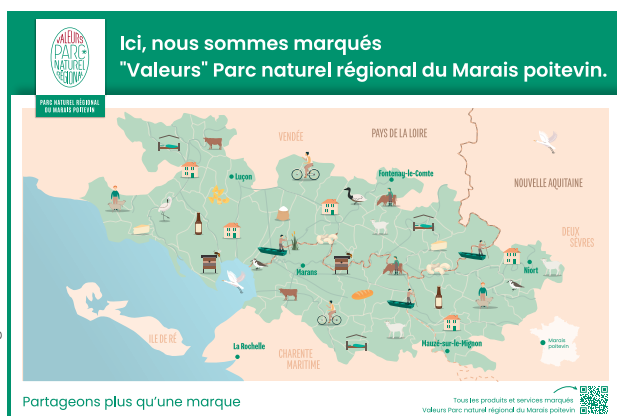 VALEURS
PARC
NATUREL
RÉGIONAL
PARC NATUREL RÉGIONAL
DU MARAIS POITEVIN
Ici, nous sommes marqués
"Valeurs" Parc naturel régional du Marais poitevin.
VENDÉE
PAYS DE LA LOIRE
Luçon
Fontenay-le-Comte
NOUVELLE AQUITAINE
DEUX
SÈVRES
Marans
Niort
ILE DE RÉ
La Rochelle
CHARENTE
MARITIME
Mauzé-sur-le-Mignon
Marais
poitevin
Partageons plus qu'une marque
Tous les produits et services marqués
Valeurs Parc naturel régional du Marais poitevin